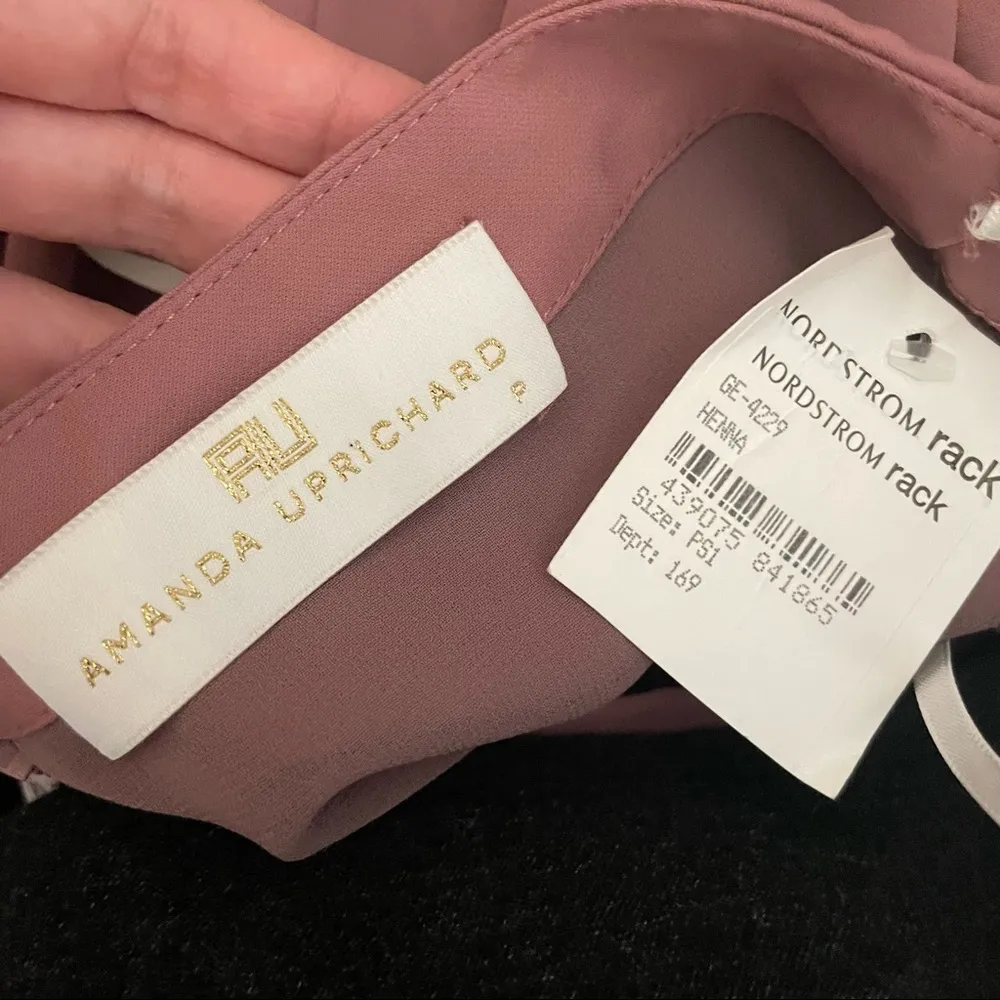 AU
AMANDA UPRICHARD
P
NORDSTROM rack
NORDSTROM rack
GE-4229
HENNA
439075 841865
Size: PS1
Dept: 169